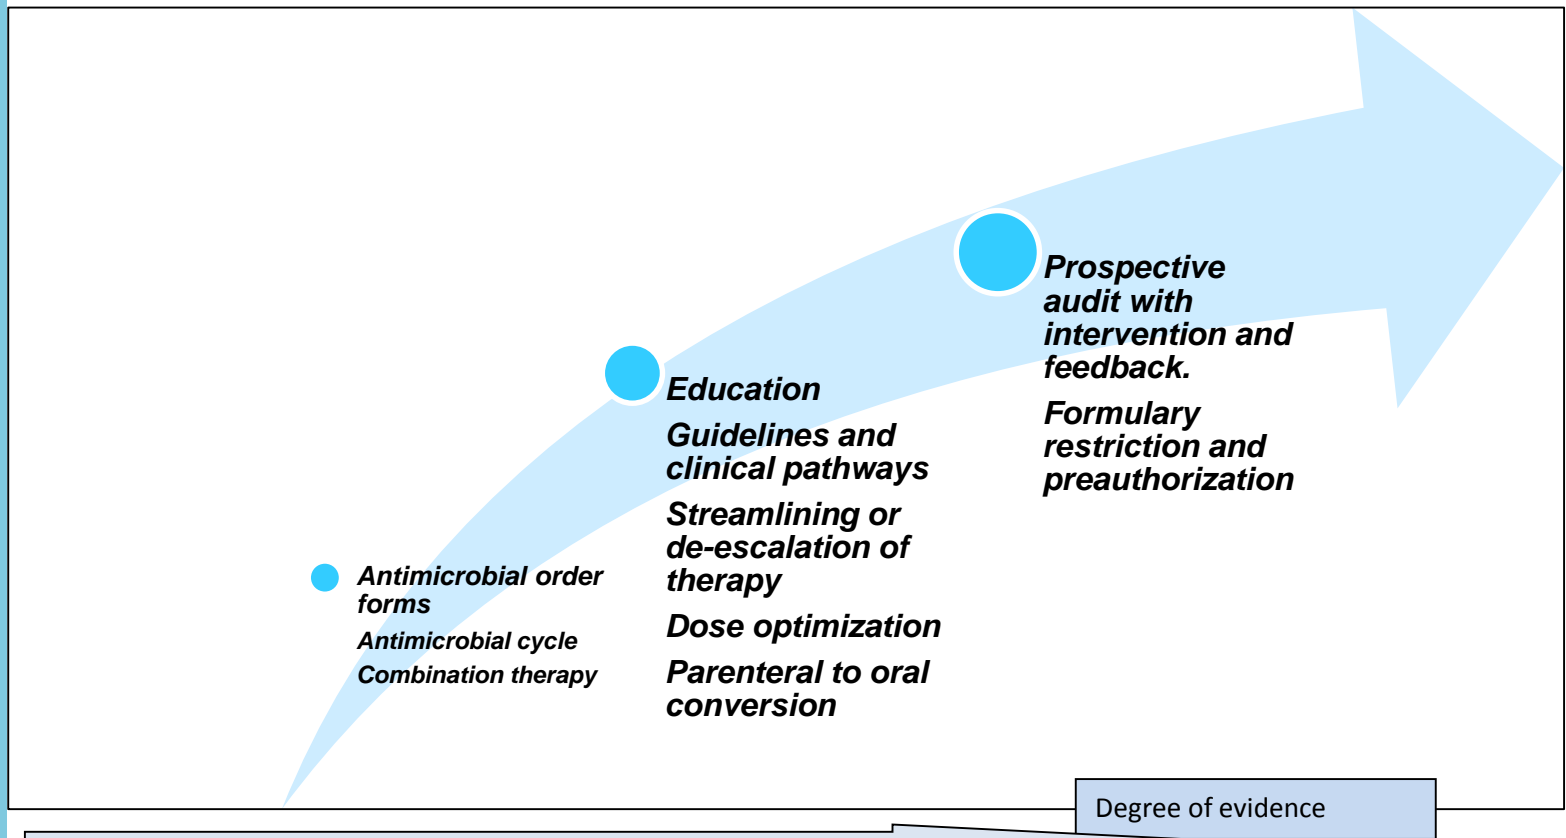 Prospective
audit with
intervention and
feedback.
Formulary
restriction and
preauthorization
Education
Guidelines and
clinical pathways
Streamlining or
de-escalation of
therapy
Dose optimization
Parenteral to oral
conversion
Antimicrobial order
forms
Antimicrobial cycle
Combination therapy
Degree of evidence